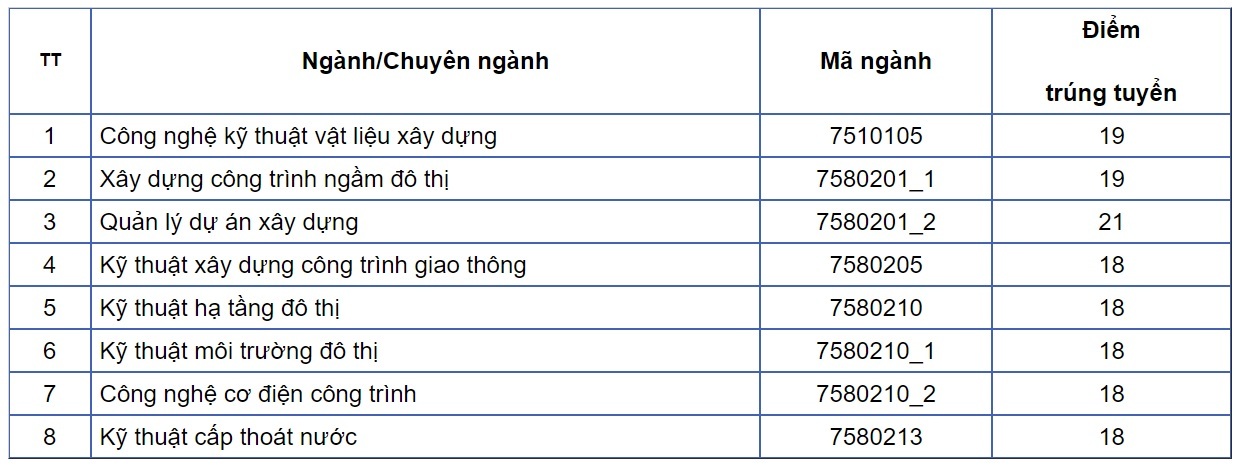 TT Ngành/Chuyên ngành Mã ngành Điểm trúng tuyển
1 Công nghệ kỹ thuật vật liệu xây dựng 7510105 19
2 Xây dựng công trình ngầm đô thị 7580201_1 19
3 Quản lý dự án xây dựng 7580201_2 21
4 Kỹ thuật xây dựng công trình giao thông 7580205 18
5 Kỹ thuật hạ tầng đô thị 7580210 18
6 Kỹ thuật môi trường đô thị 7580210_1 18
7 Công nghệ cơ điện công trình 7580210_2 18
8 Kỹ thuật cấp thoát nước 7580213 18